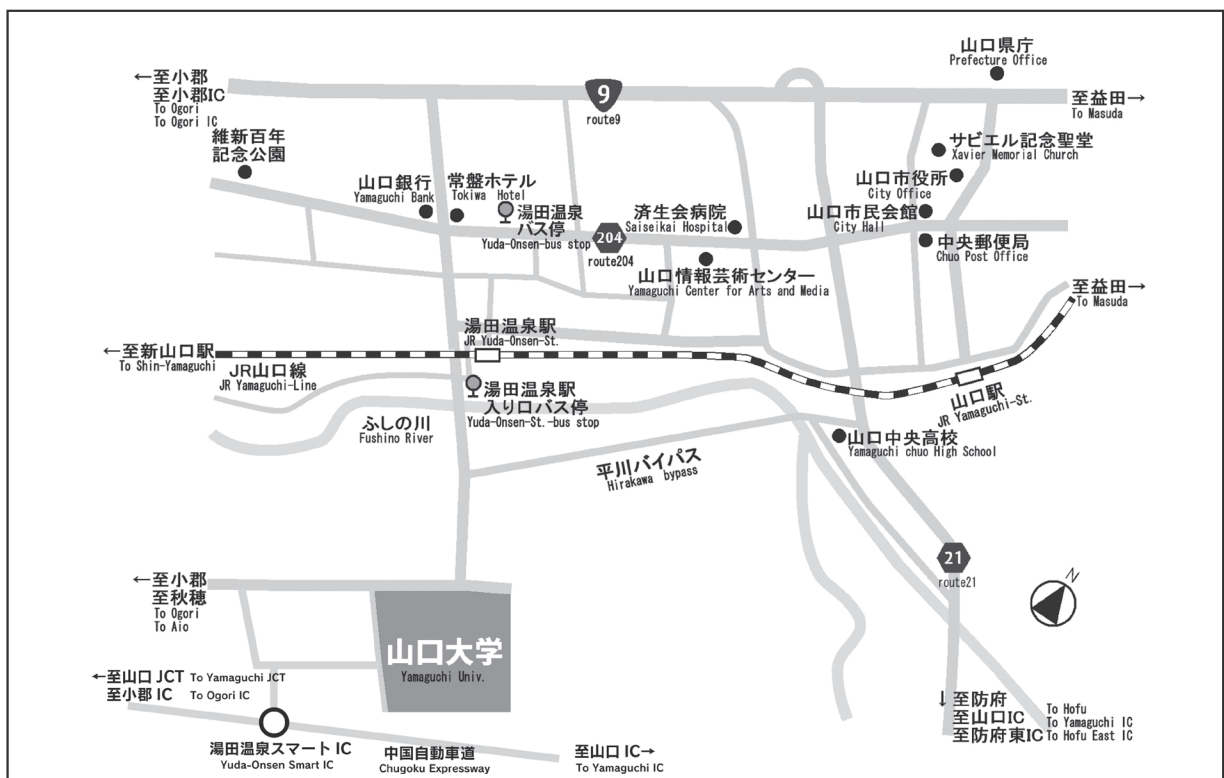 山口県庁
Prefecture Office
←至小郡
至小郡IC
To Ogori
To Ogori IC
9
route9
至益田→
To Masuda
維新百年
記念公園
サビエル記念聖堂
Xavier Memorial Church
山口銀行
Yamaguchi Bank
常盤ホテル
Tokiwa Hotel
湯田温泉
バス停
Yuda-Onsen-bus stop
済生会病院
Saiseikai Hospital
山口市役所
City Office
山口市民会館
City Hall
204
route204
中央郵便局
Chuo Post Office
山口情報芸術センター
Yamaguchi Center for Arts and Media
至益田→
To Masuda
湯田温泉駅
JR Yuda-Onsen-St.
←至新山口駅
To Shin-Yamaguchi
JR山口線
JR Yamaguchi-Line
湯田温泉駅
入り口バス停
Yuda-Onsen-St.-bus stop
山口駅
JR Yamaguchi-St.
ふしの川
Fushino River
山口中央高校
Yamaguchi chuo High School
平川バイパス
Hirakawa bypass
21
route21
N
←至小郡
至秋穂
To Ogori
To Aio
山口大学
Yamaguchi Univ.
←至山口 JCT To Yamaguchi JCT
至小郡 IC To Ogori IC
↓至防府 To Hofu
至山口IC To Yamaguchi IC
至防府東IC To Hofu East IC
湯田温泉スマート IC
Yuda-Onsen Smart IC
中国自動車道
Chugoku Expressway
至山口 IC→
To Yamaguchi IC